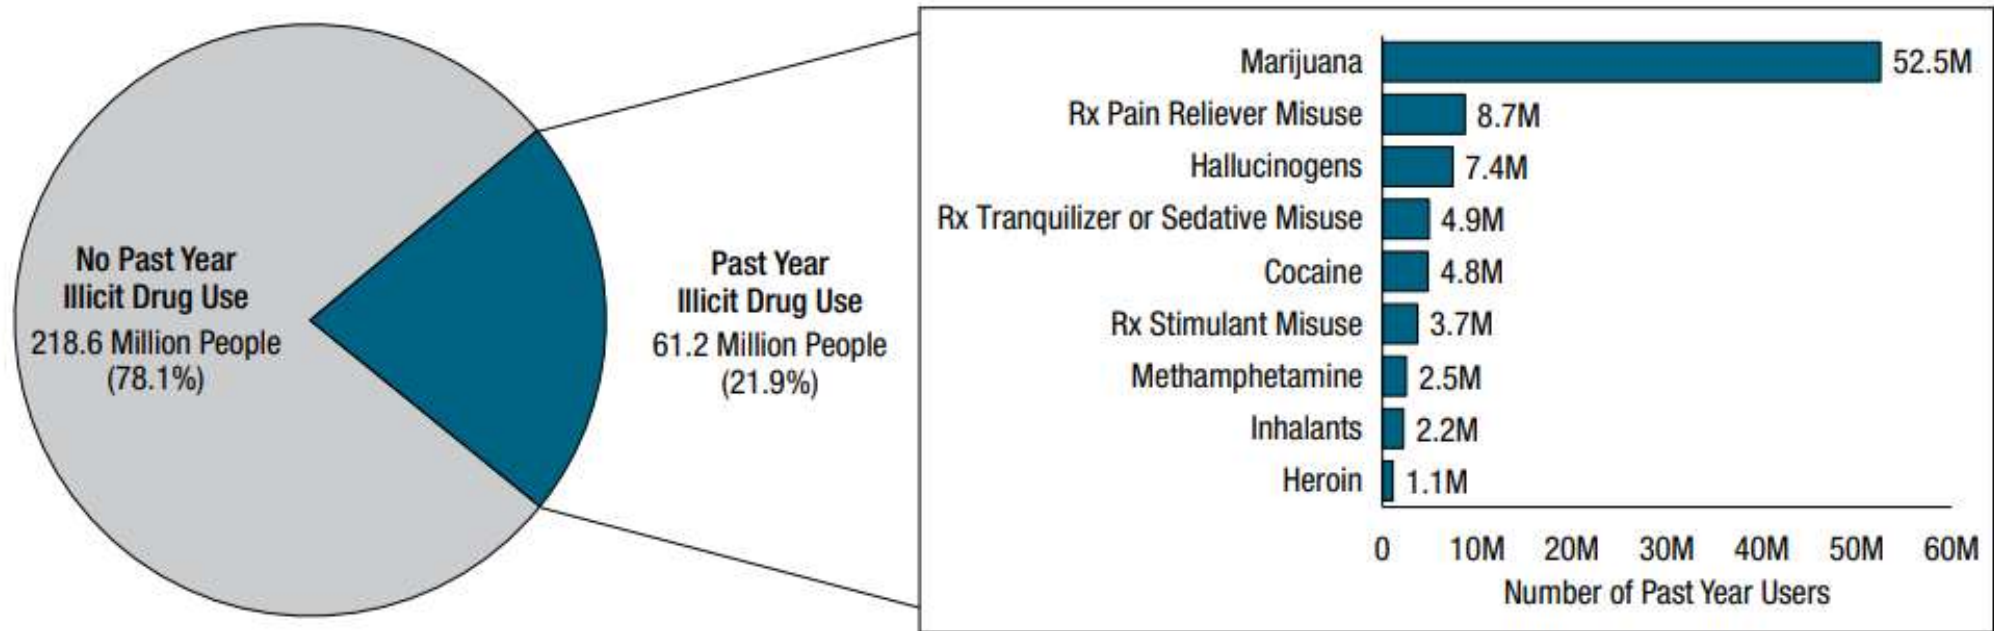 No Past Year
Illicit Drug Use
218.6 Million People
(78.1%)
Past Year
Illicit Drug Use
61.2 Million People
(21.9%)
Marijuana 52.5M
Rx Pain Reliever Misuse 8.7M
Hallucinogens 7.4M
Rx Tranquilizer or Sedative Misuse 4.9M
Cocaine 4.8M
Rx Stimulant Misuse 3.7M
Methamphetamine 2.5M
Inhalants 2.2M
Heroin 1.1M
0 10M 20M 30M 40M 50M 60M
Number of Past Year Users